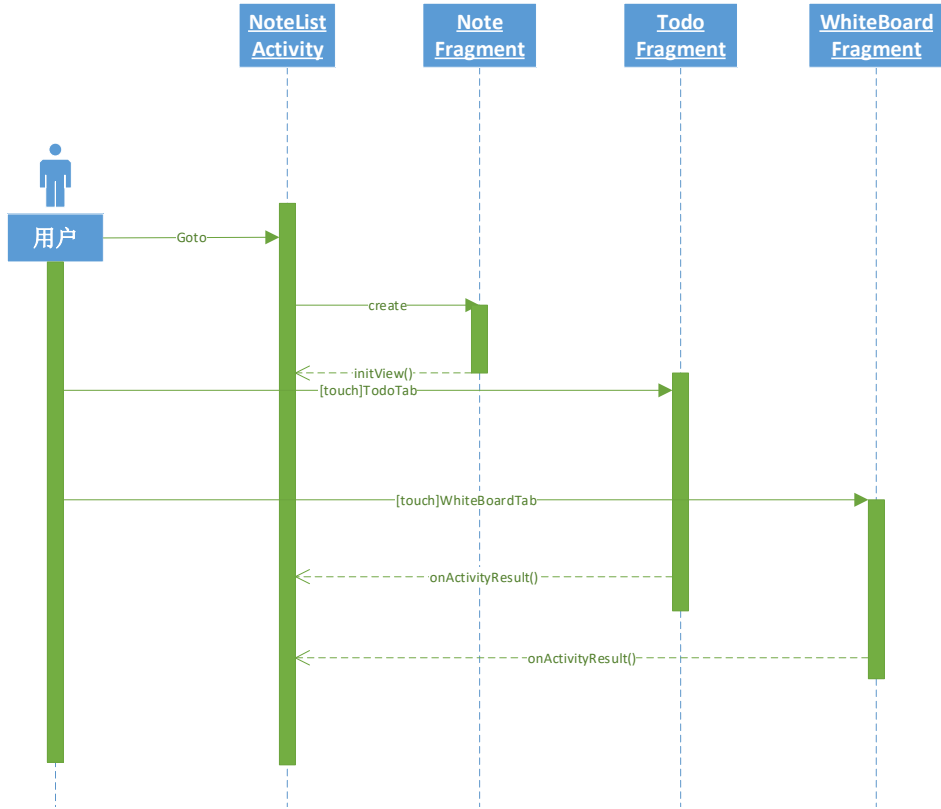 NoteList
Activity
Note
Fragment
Todo
Fragment
WhiteBoard
Fragment
用户
Goto
create
initView()
[touch]TodoTab
[touch]WhiteBoardTab
onActivityResult()
onActivityResult()